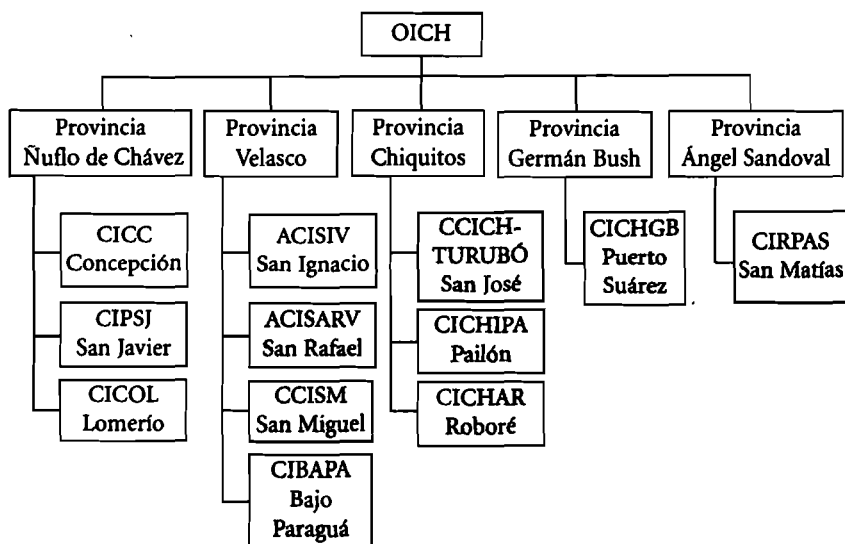 OICH
Provincia
Ñuflo de Chávez
Provincia
Velasco
Provincia
Chiquitos
Provincia
Germán Bush
Provincia
Ángel Sandoval
CICC
Concepción
CIPSJ
San Javier
CICOL
Lomerío
ACISIV
San Ignacio
ACISARV
San Rafael
CCISM
San Miguel
CIBAPA
Bajo
Paraguá
CCICH-
TURUBÓ
San José
CICHIPA
Pailón
CICHAR
Roboré
CICHGB
Puerto
Suárez
CIRPAS
San Matías